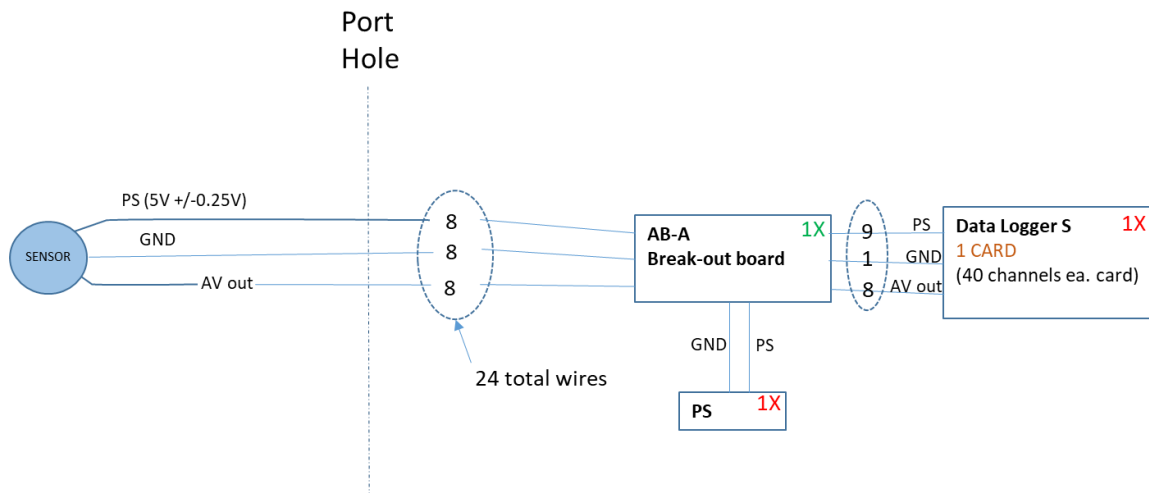 Port
Hole
PS (5V +/-0.25V)
GND
AV out
SENSOR
8
8
8
24 total wires
AB-A
1X
Break-out board
GND
PS
PS
1X
9
1
8
PS
GND
AV out
Data Logger S
1X
1 CARD
(40 channels ea. card)